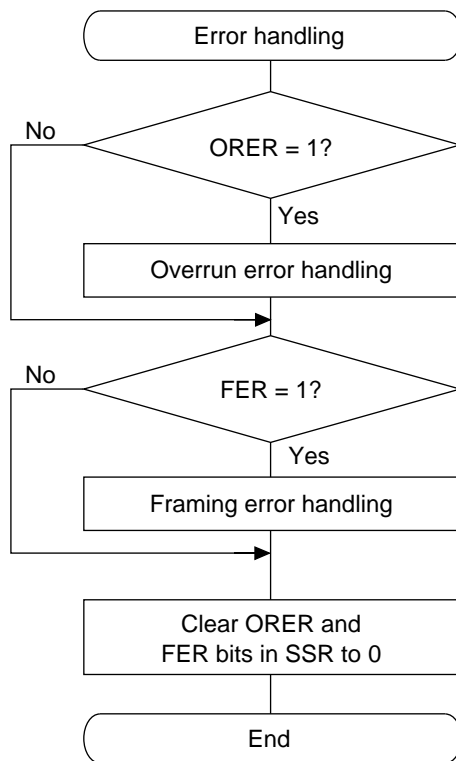 Error handling
No
ORER = 1?
Yes
Overrun error handling
No
FER = 1?
Yes
Framing error handling
Clear ORER and
FER bits in SSR to 0
End